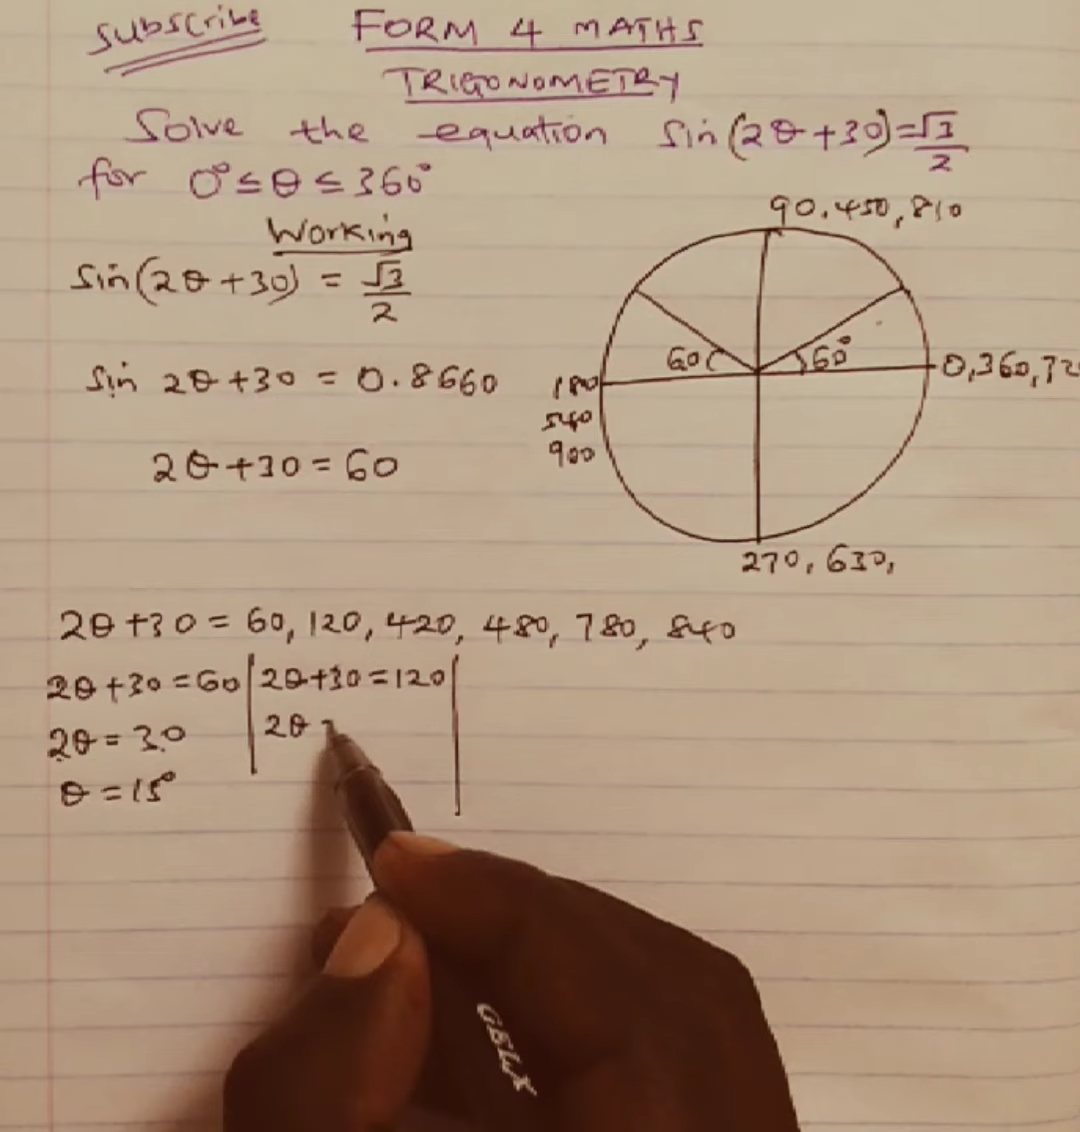 Subscribe FORM 4 MATHS
TRIGONOMETRY
Solve the equation sin(2θ+30)=√3/2
for 0°≤θ≤360°
Working
90.450,810
sin(2θ+30) = √3/2
60 60°
0,360,72
sin 2θ+30 = 0.8660
180
540
900
2θ+30=60
270, 630,
2θ+30 = 60, 120, 420, 480, 780, 840
2θ+30=60 2θ+30=120
2θ=30 2θ
θ=15°
GELX